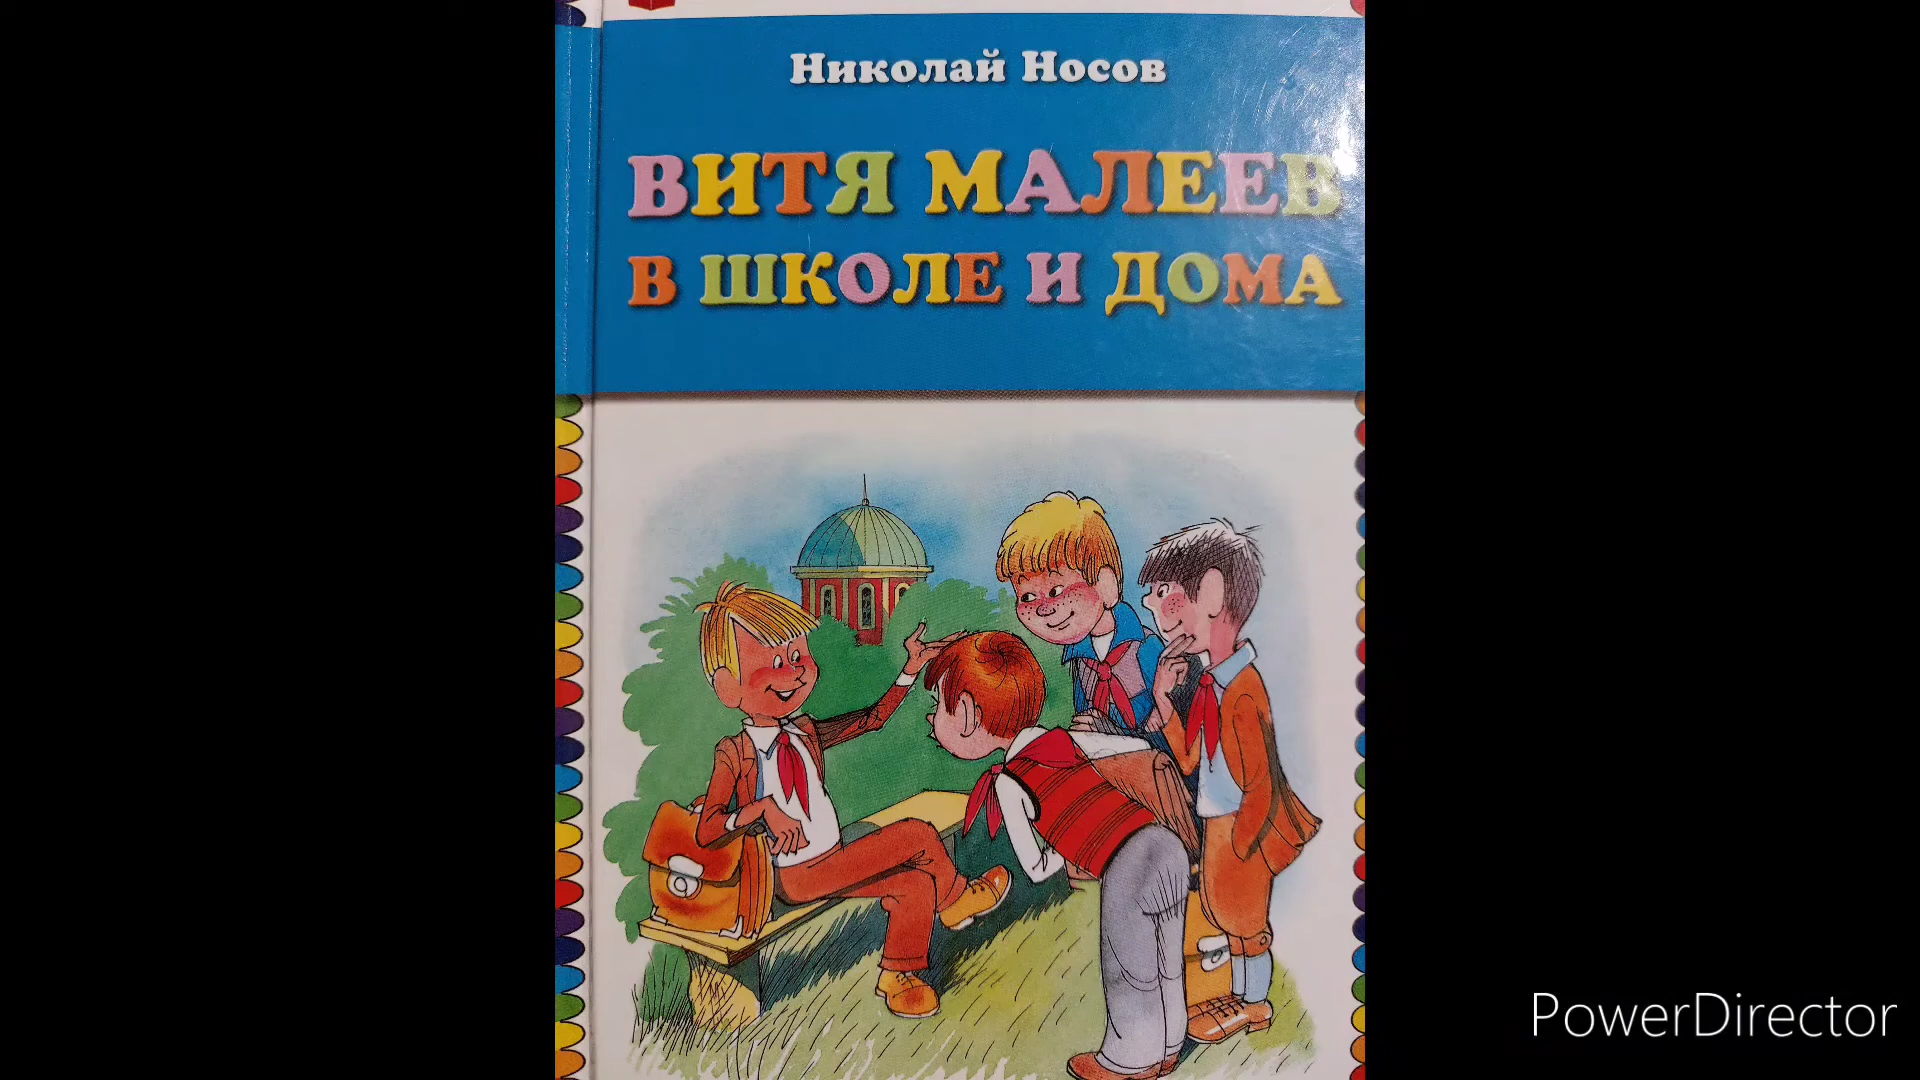 Николай Носов
ВИТЯ МАЛЕЕВ
В ШКОЛЕ И ДОМА
PowerDirector